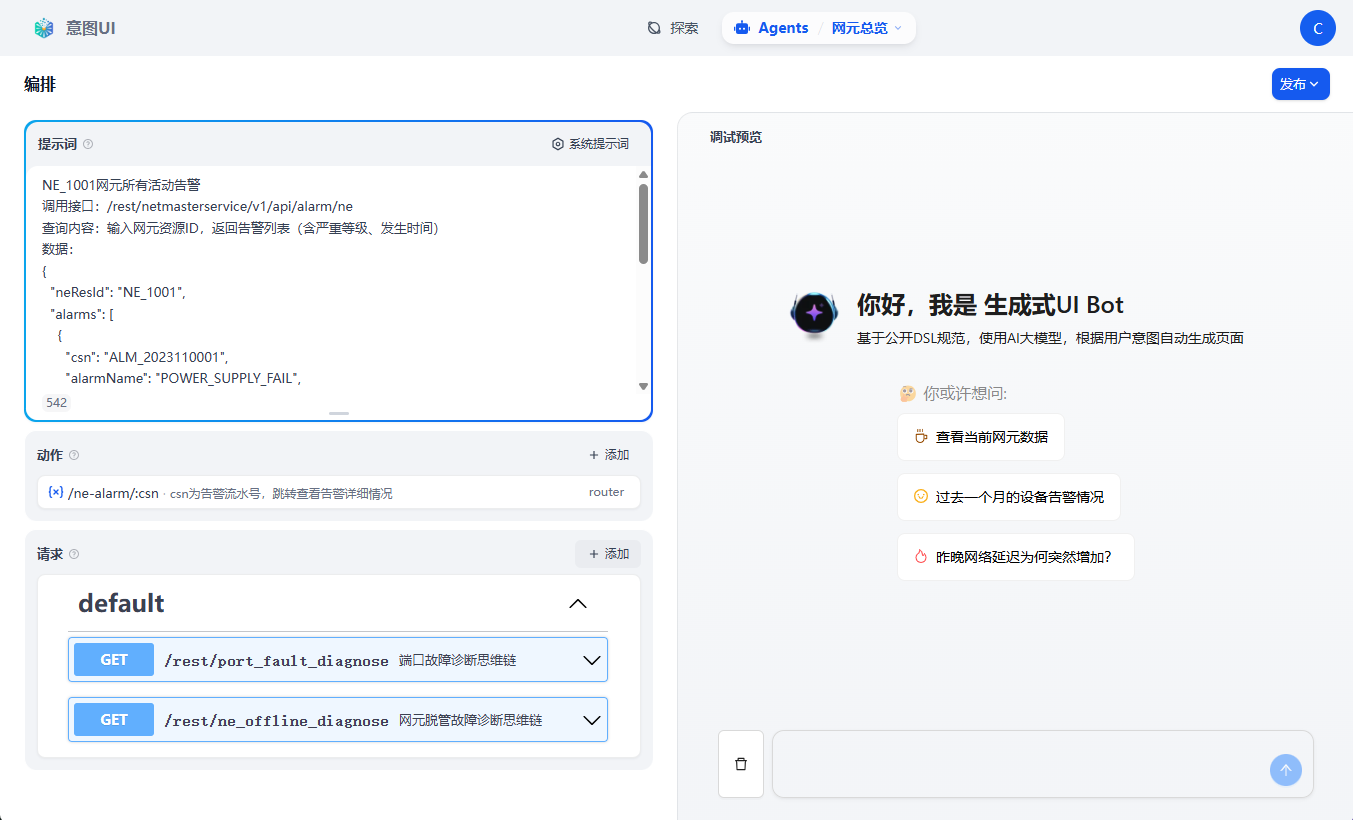 意图UI
探索
Agents / 网元总览
C
编排
发布
提示词
系统提示词
NE_1001网元所有活动告警
调用接口：/rest/netmasterservice/v1/api/alarm/ne
查询内容：输入网元资源ID，返回告警列表（含严重等级、发生时间）
数据：
{
"neResId": "NE_1001",
"alarms": [
{
"csn": "ALM_2023110001",
"alarmName": "POWER_SUPPLY_FAIL",
542
动作
+ 添加
{x} /ne-alarm/:csn · csn为告警流水号，跳转查看告警详细情况
router
请求
+ 添加
default
GET /rest/port_fault_diagnose 端口故障诊断思维链
GET /rest/ne_offline_diagnose 网元脱管故障诊断思维链
调试预览
你好，我是 生成式UI Bot
基于公开DSL规范，使用AI大模型，根据用户意图自动生成页面
你或许想问:
查看当前网元数据
过去一个月的设备告警情况
昨晚网络延迟为何突然增加?